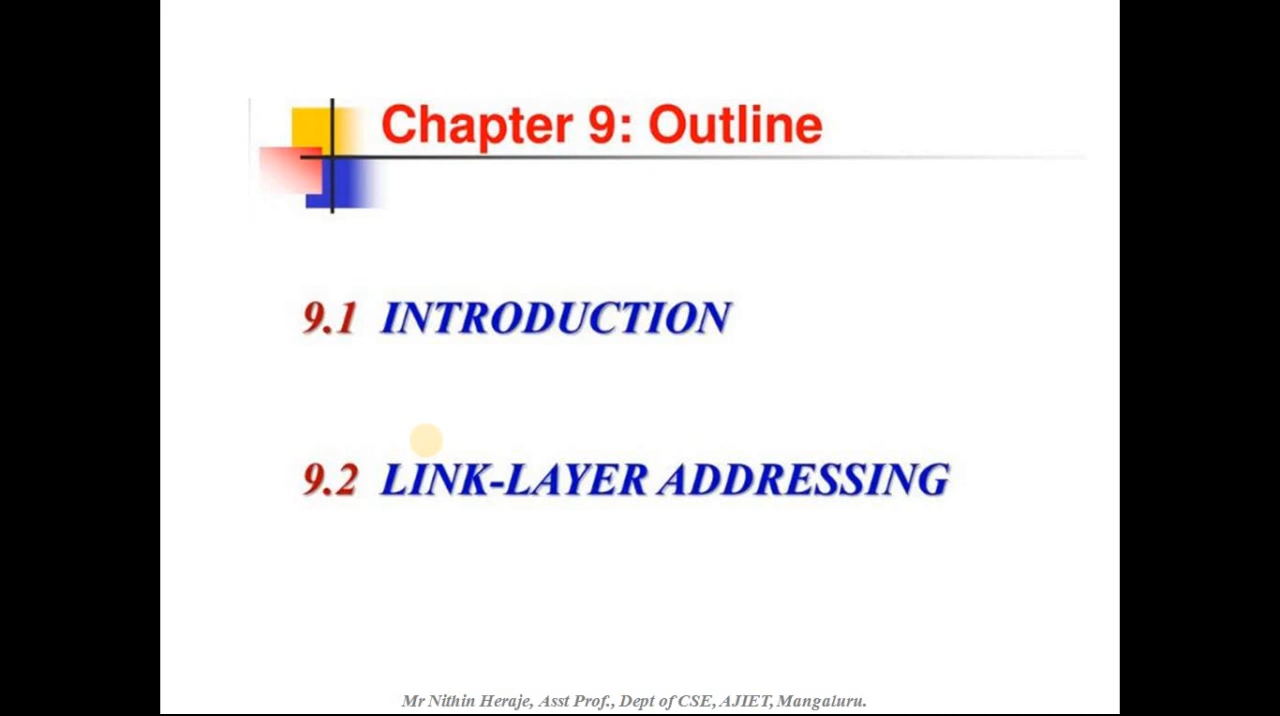 Chapter 9: Outline
9.1 INTRODUCTION
9.2 LINK-LAYER ADDRESSING
Mr Nithin Heraje, Asst Prof., Dept of CSE, AJIET, Mangaluru.